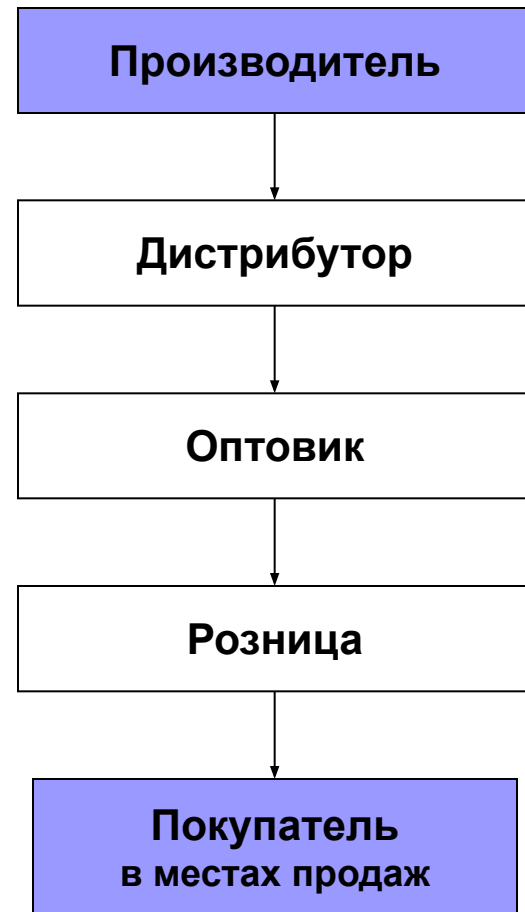 Производитель
Дистрибутор
Оптовик
Розница
Покупатель
в местах продаж